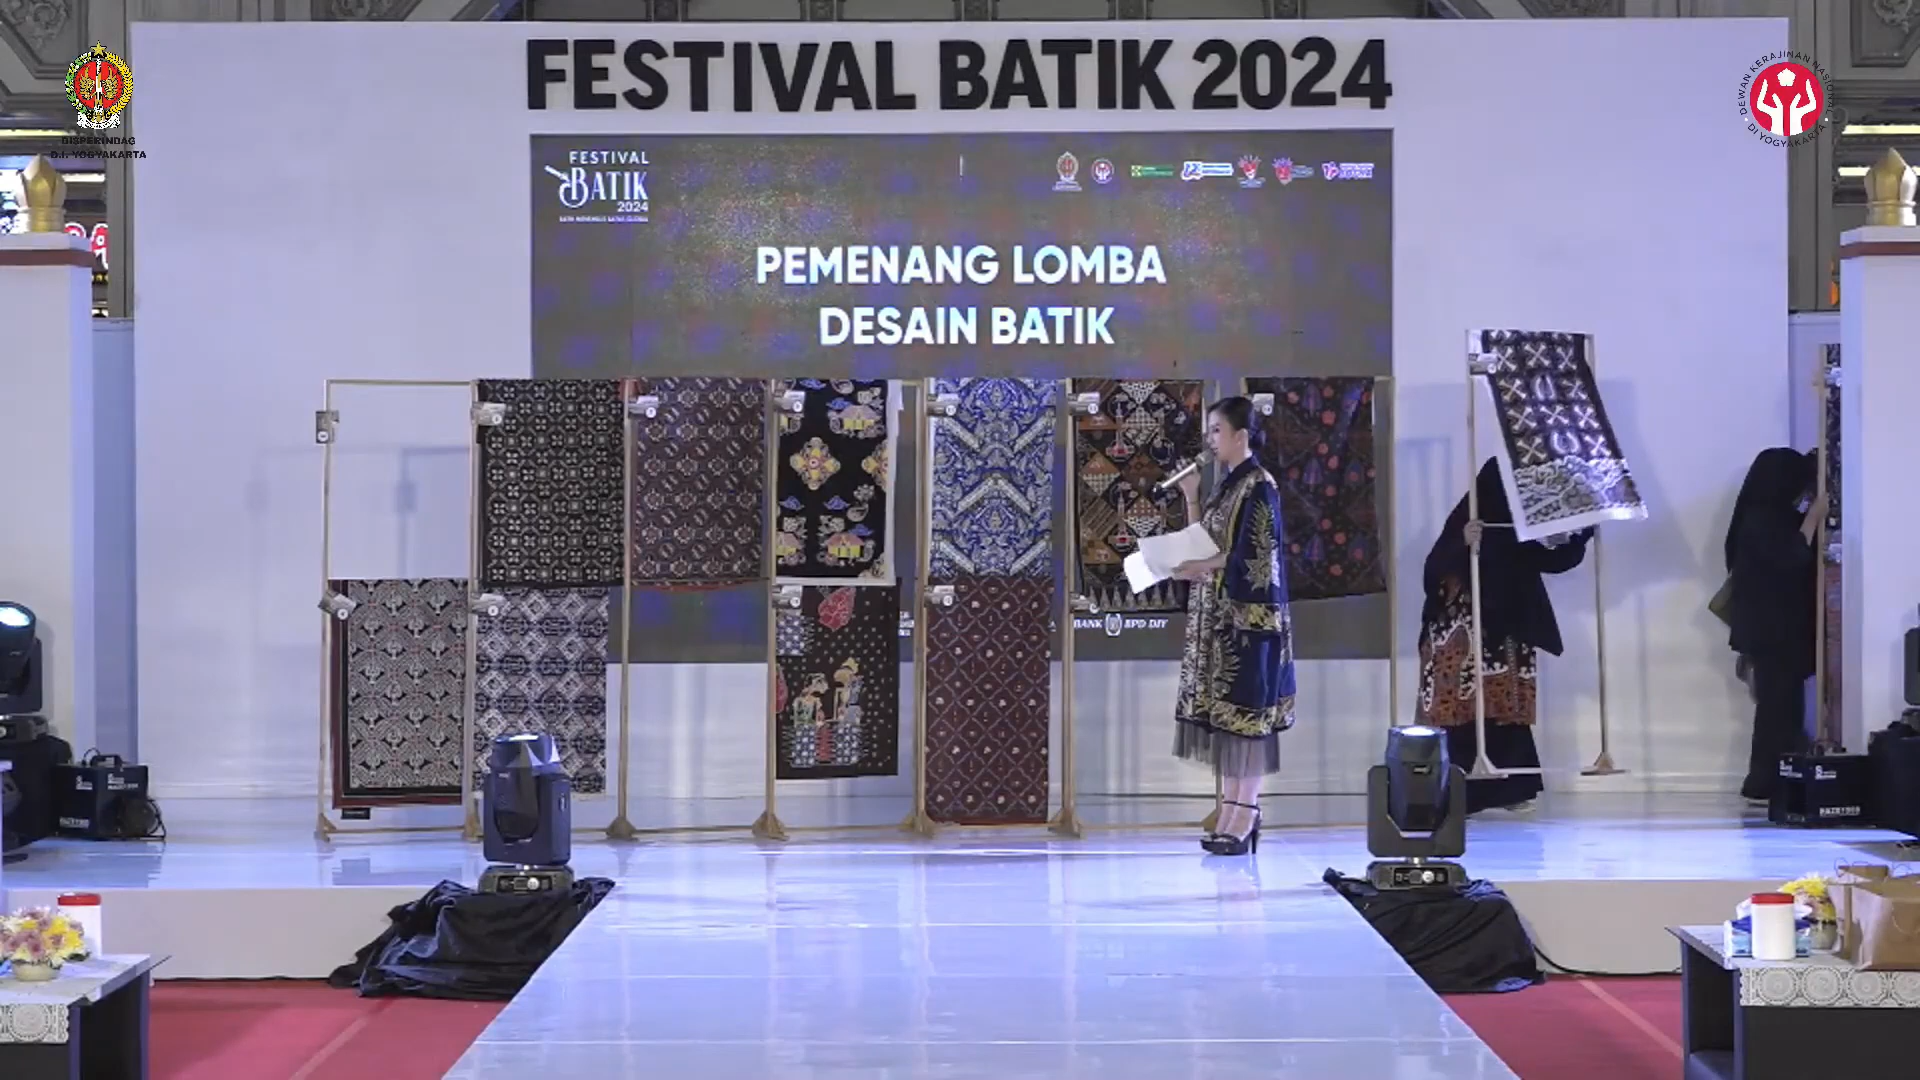 FESTIVAL BATIK 2024
DISPERINDAG
D.I. YOGYAKARTA
DEWAN KERAJINAN NASIONAL
DI YOGYAKARTA
FESTIVAL
BATIK
2024
PEMENANG LOMBA
DESAIN BATIK
BANK BPD DIY